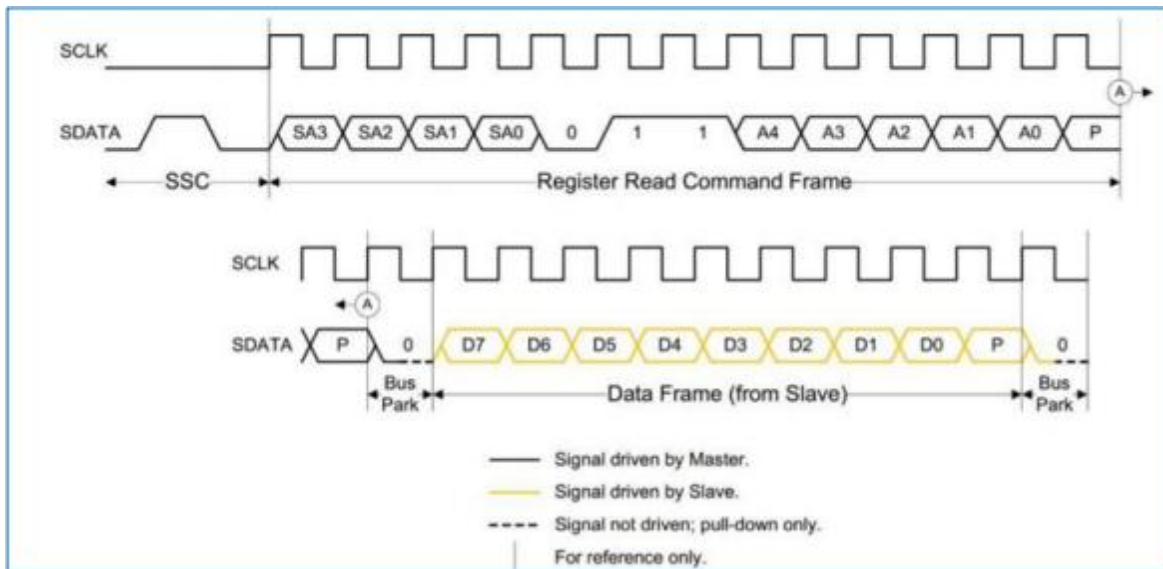 SCLK
A
SDATA SA3 SA2 SA1 SA0 0 1 1 A4 A3 A2 A1 A0 P
SSC Register Read Command Frame
SCLK
A
SDATA P 0 D7 D6 D5 D4 D3 D2 D1 D0 P 0
Bus Park Data Frame (from Slave) Bus Park
Signal driven by Master.
Signal driven by Slave.
Signal not driven; pull-down only.
For reference only.